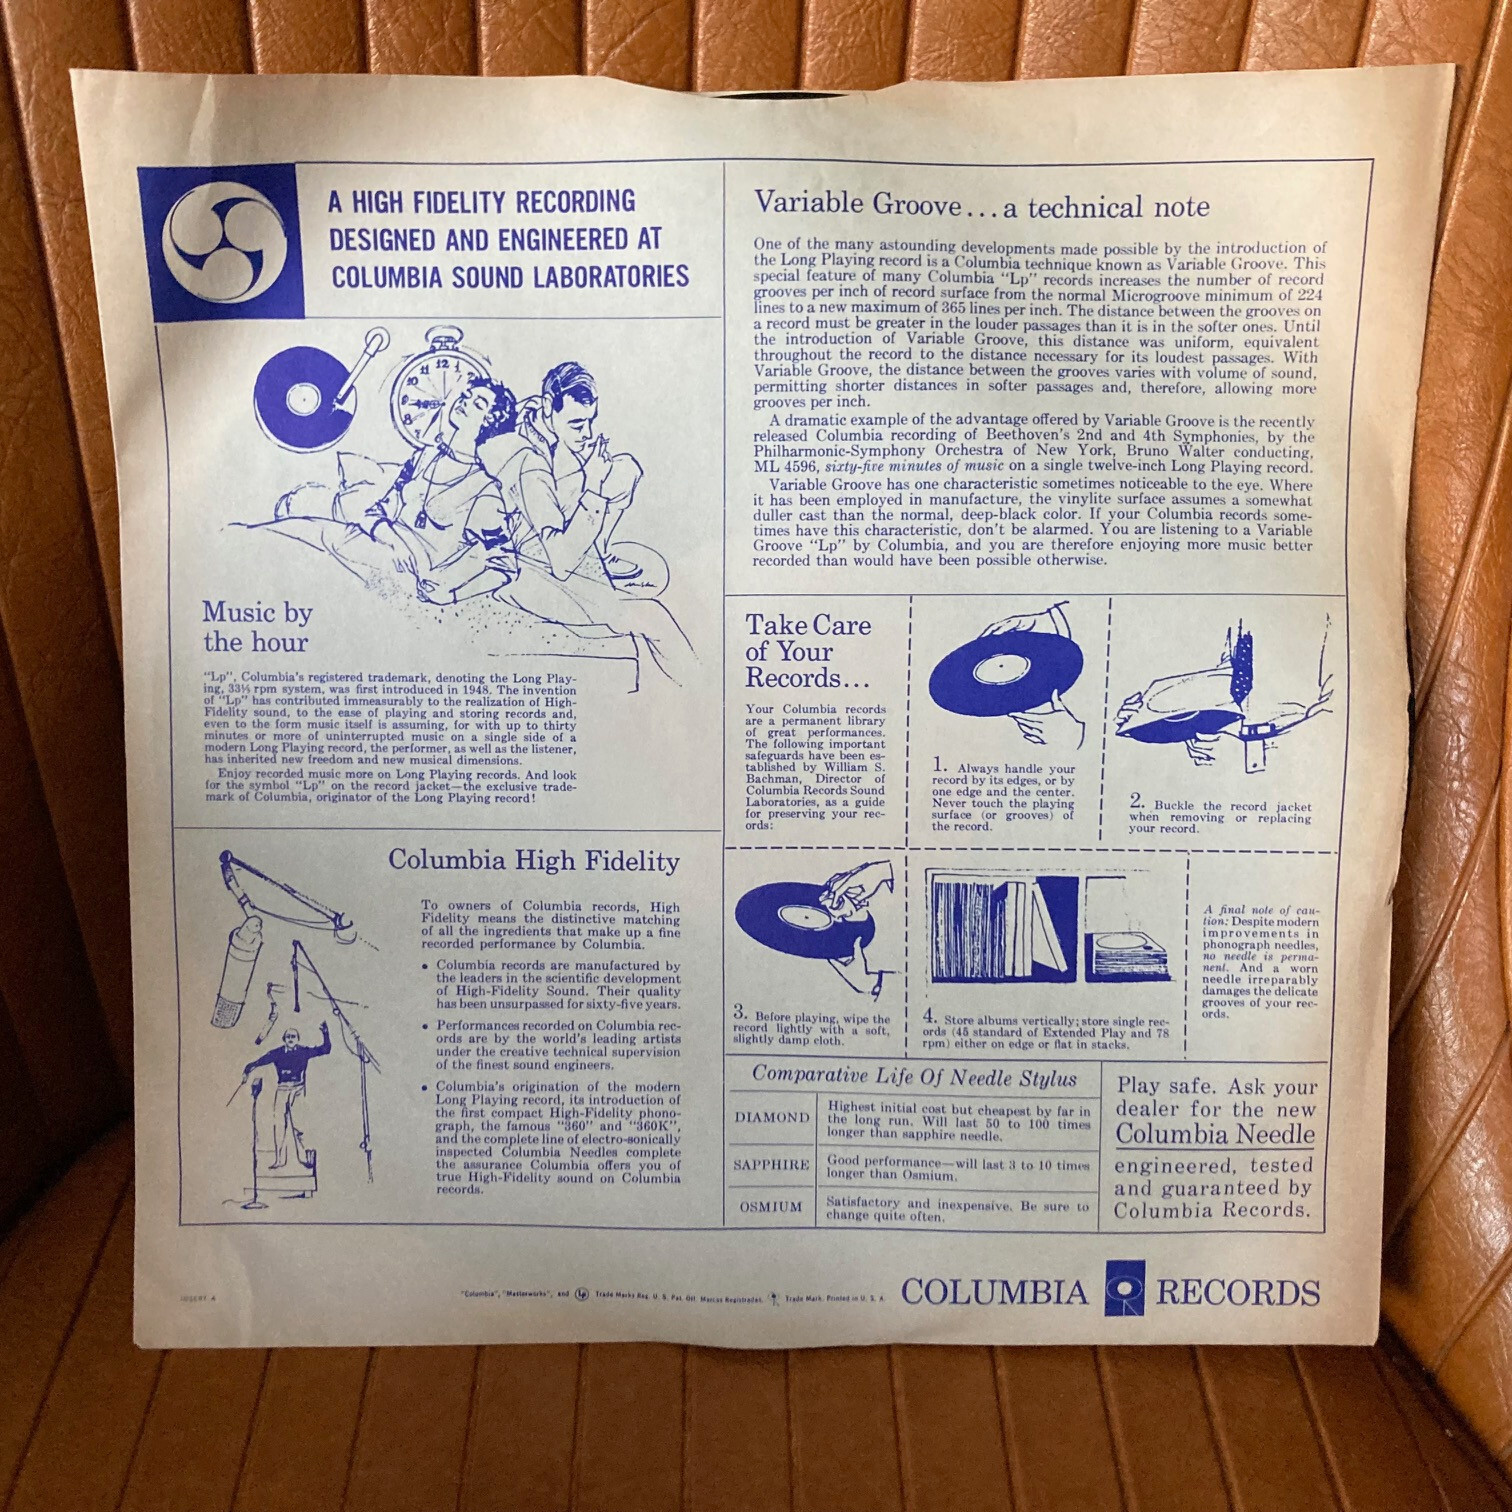 A HIGH FIDELITY RECORDING
DESIGNED AND ENGINEERED AT
COLUMBIA SOUND LABORATORIES
12
1
11
10
9
8
7
Music by
the hour
"Lp", Columbia's registered trademark, denoting the Long Play-
ing, 33⅓ rpm system, was first introduced in 1948. The invention
of "Lp" has contributed immeasurably to the realization of High-
Fidelity sound, to the ease of playing and storing records and,
even to the form music itself is assuming, for with up to thirty
minutes or more of uninterrupted music on a single side of a
modern Long Playing record, the performer, as well as the listener,
has inherited new freedom and new musical dimensions.
Enjoy recorded music more on Long Playing records. And look
for the symbol "Lp" on the record jacket—the exclusive trade-
mark of Columbia, originator of the Long Playing record!
Columbia High Fidelity
To owners of Columbia records, High
Fidelity means the distinctive matching
of all the ingredients that make up a fine
recorded performance by Columbia.
• Columbia records are manufactured by
the leaders in the scientific development
of High-Fidelity Sound. Their quality
has been unsurpassed for sixty-five years.
• Performances recorded on Columbia rec-
ords are by the world's leading artists
under the creative technical supervision
of the finest sound engineers.
• Columbia's origination of the modern
Long Playing record, its introduction of
the first compact High-Fidelity phono-
graph, the famous "360" and "360K",
and the complete line of electro-sonically
inspected Columbia Needles complete
the assurance Columbia offers you of
true High-Fidelity sound on Columbia
records.
Variable Groove...a technical note
One of the many astounding developments made possible by the introduction of
the Long Playing record is a Columbia technique known as Variable Groove. This
special feature of many Columbia "Lp" records increases the number of record
grooves per inch of record surface from the normal Microgroove minimum of 224
lines to a new maximum of 365 lines per inch. The distance between the grooves on
a record must be greater in the louder passages than it is in the softer ones. Until
the introduction of Variable Groove, this distance was uniform, equivalent
throughout the record to the distance necessary for its loudest passages. With
Variable Groove, the distance between the grooves varies with volume of sound,
permitting shorter distances in softer passages and, therefore, allowing more
grooves per inch.
A dramatic example of the advantage offered by Variable Groove is the recently
released Columbia recording of Beethoven's 2nd and 4th Symphonies, by the
Philharmonic-Symphony Orchestra of New York, Bruno Walter conducting,
ML 4596, sixty-five minutes of music on a single twelve-inch Long Playing record.
Variable Groove has one characteristic sometimes noticeable to the eye. Where
it has been employed in manufacture, the vinylite surface assumes a somewhat
duller cast than the normal, deep-black color. If your Columbia records some-
times have this characteristic, don't be alarmed. You are listening to a Variable
Groove "Lp" by Columbia, and you are therefore enjoying more music better
recorded than would have been possible otherwise.
Take Care
of Your
Records...
Your Columbia records
are a permanent library
of great performances.
The following important
safeguards have been es-
tablished by William S.
Bachman, Director of
Columbia Records Sound
Laboratories, as a guide
for preserving your rec-
ords:
1. Always handle your
record by its edges, or by
one edge and the center.
Never touch the playing
surface (or grooves) of
the record.
2. Buckle the record jacket
when removing or replacing
your record.
3. Before playing, wipe the
record lightly with a soft,
slightly damp cloth.
4. Store albums vertically; store single rec-
ords (45 standard of Extended Play and 78
rpm) either on edge or flat in stacks.
A final note of cau-
tion: Despite modern
improvements in
phonograph needles,
no needle is perma-
nent. And a worn
needle irreparably
damages the delicate
grooves of your rec-
ords.
Comparative Life Of Needle Stylus
DIAMOND
Highest initial cost but cheapest by far in
the long run. Will last 50 to 100 times
longer than sapphire needle.
SAPPHIRE
Good performance—will last 3 to 10 times
longer than Osmium.
OSMIUM
Satisfactory and inexpensive. Be sure to
change quite often.
Play safe. Ask your
dealer for the new
Columbia Needle
engineered, tested
and guaranteed by
Columbia Records.
INSERT A
"Columbia", "Masterworks", and Lp Trade Marks Reg. U. S. Pat. Off. Marcas Registradas. Trade Mark. Printed in U. S. A.
COLUMBIA RECORDS